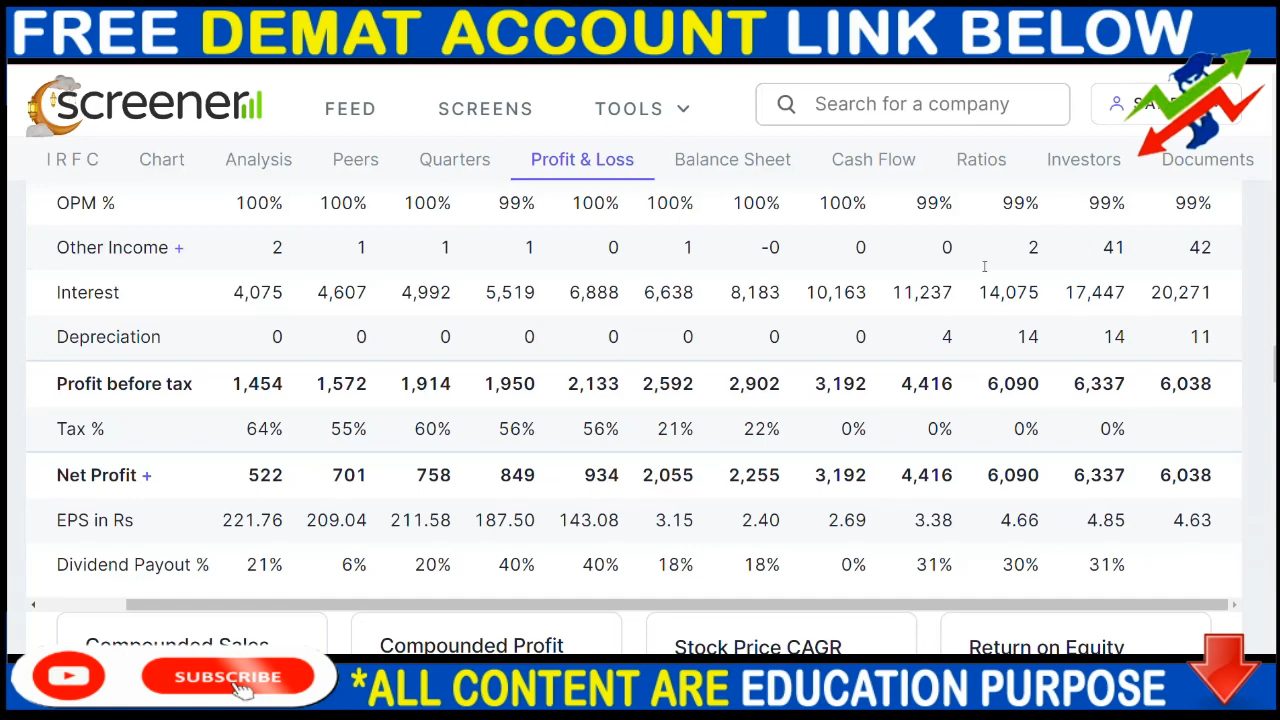 FREE DEMAT ACCOUNT LINK BELOW
screener
FEED
SCREENS
TOOLS
Search for a company
I R F C
Chart
Analysis
Peers
Quarters
Profit & Loss
Balance Sheet
Cash Flow
Ratios
Investors
Documents
OPM % 100% 100% 100% 99% 100% 100% 100% 100% 99% 99% 99% 99%
Other Income + 2 1 1 1 0 1 -0 0 0 2 41 42
Interest 4,075 4,607 4,992 5,519 6,888 6,638 8,183 10,163 11,237 14,075 17,447 20,271
Depreciation 0 0 0 0 0 0 0 0 4 14 14 11
Profit before tax 1,454 1,572 1,914 1,950 2,133 2,592 2,902 3,192 4,416 6,090 6,337 6,038
Tax % 64% 55% 60% 56% 56% 21% 22% 0% 0% 0% 0%
Net Profit + 522 701 758 849 934 2,055 2,255 3,192 4,416 6,090 6,337 6,038
EPS in Rs 221.76 209.04 211.58 187.50 143.08 3.15 2.40 2.69 3.38 4.66 4.85 4.63
Dividend Payout % 21% 6% 20% 40% 40% 18% 18% 0% 31% 30% 31%
Compounded Sales
Compounded Profit
Stock Price CAGR
Return on Equity
SUBSCRIBE
*ALL CONTENT ARE EDUCATION PURPOSE